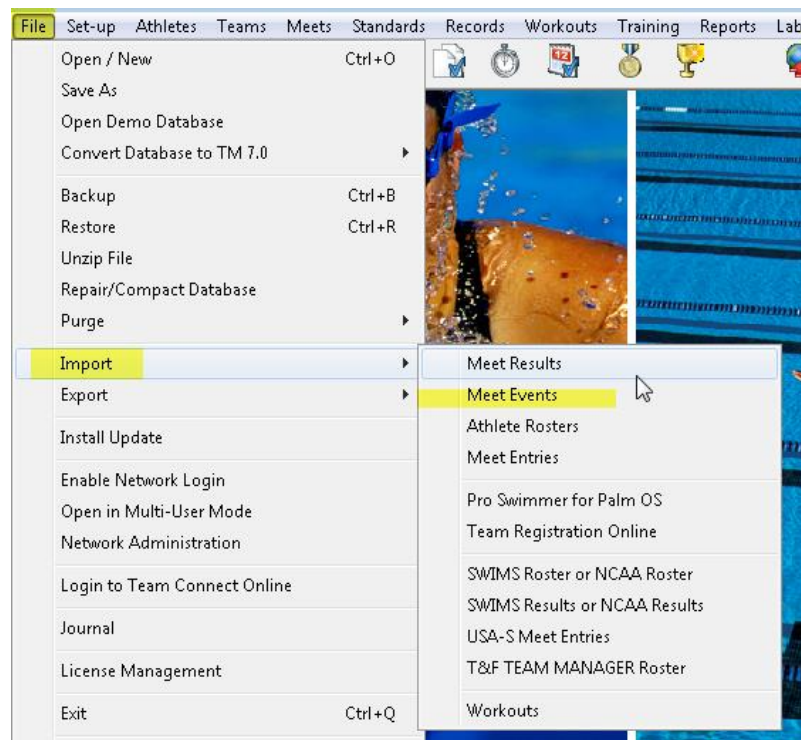 File Set-up Athletes Teams Meets Standards Records Workouts Training Reports Lab
12
Open / New Ctrl+O
Save As
Open Demo Database
Convert Database to TM 7.0
Backup Ctrl+B
Restore Ctrl+R
Unzip File
Repair/Compact Database
Purge
Import
Export
Install Update
Enable Network Login
Open in Multi-User Mode
Network Administration
Login to Team Connect Online
Journal
License Management
Exit Ctrl+Q
Meet Results
Meet Events
Athlete Rosters
Meet Entries
Pro Swimmer for Palm OS
Team Registration Online
SWIMS Roster or NCAA Roster
SWIMS Results or NCAA Results
USA-S Meet Entries
T&F TEAM MANAGER Roster
Workouts